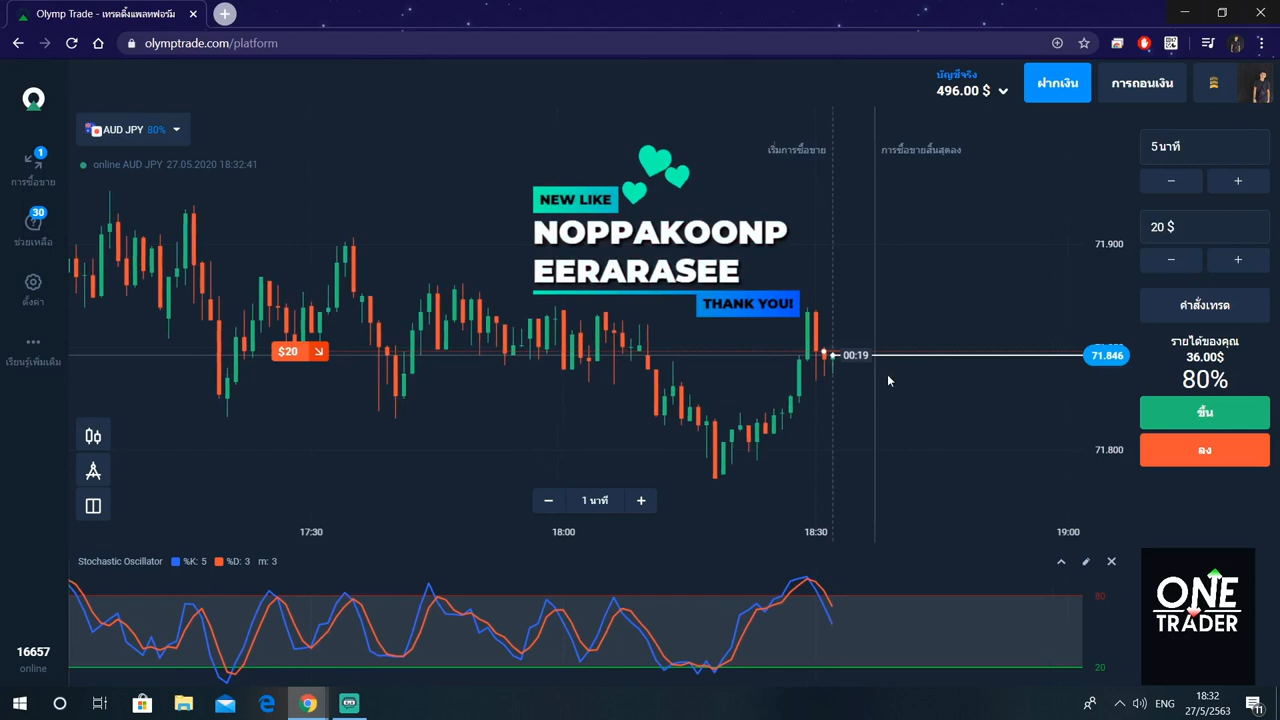 Olymp Trade - เทรดดิ้งแพลทฟอร์ม
olymptrade.com/platform
บัญชีจริง
496.00 $
ฝากเงิน
การถอนเงิน
AUD JPY 80%
online AUD JPY 27.05.2020 18:32:41
1
การซื้อขาย
30
ช่วยเหลือ
ตั้งค่า
เรียนรู้เพิ่มเติม
เริ่มการซื้อขาย
การซื้อขายสิ้นสุดลง
NEW LIKE
NOPPAKOONP
EERARASEE
THANK YOU!
$20
00:19
71.900
71.846
71.800
5 นาที
20 $
คำสั่งเทรด
รายได้ของคุณ
36.00$
80%
ขึ้น
ลง
1 นาที
17:30
18:00
18:30
19:00
Stochastic Oscillator %K: 5 %D: 3 m: 3
80
20
16657
online
ONE
TRADER
ENG
18:32
27/5/2563
11